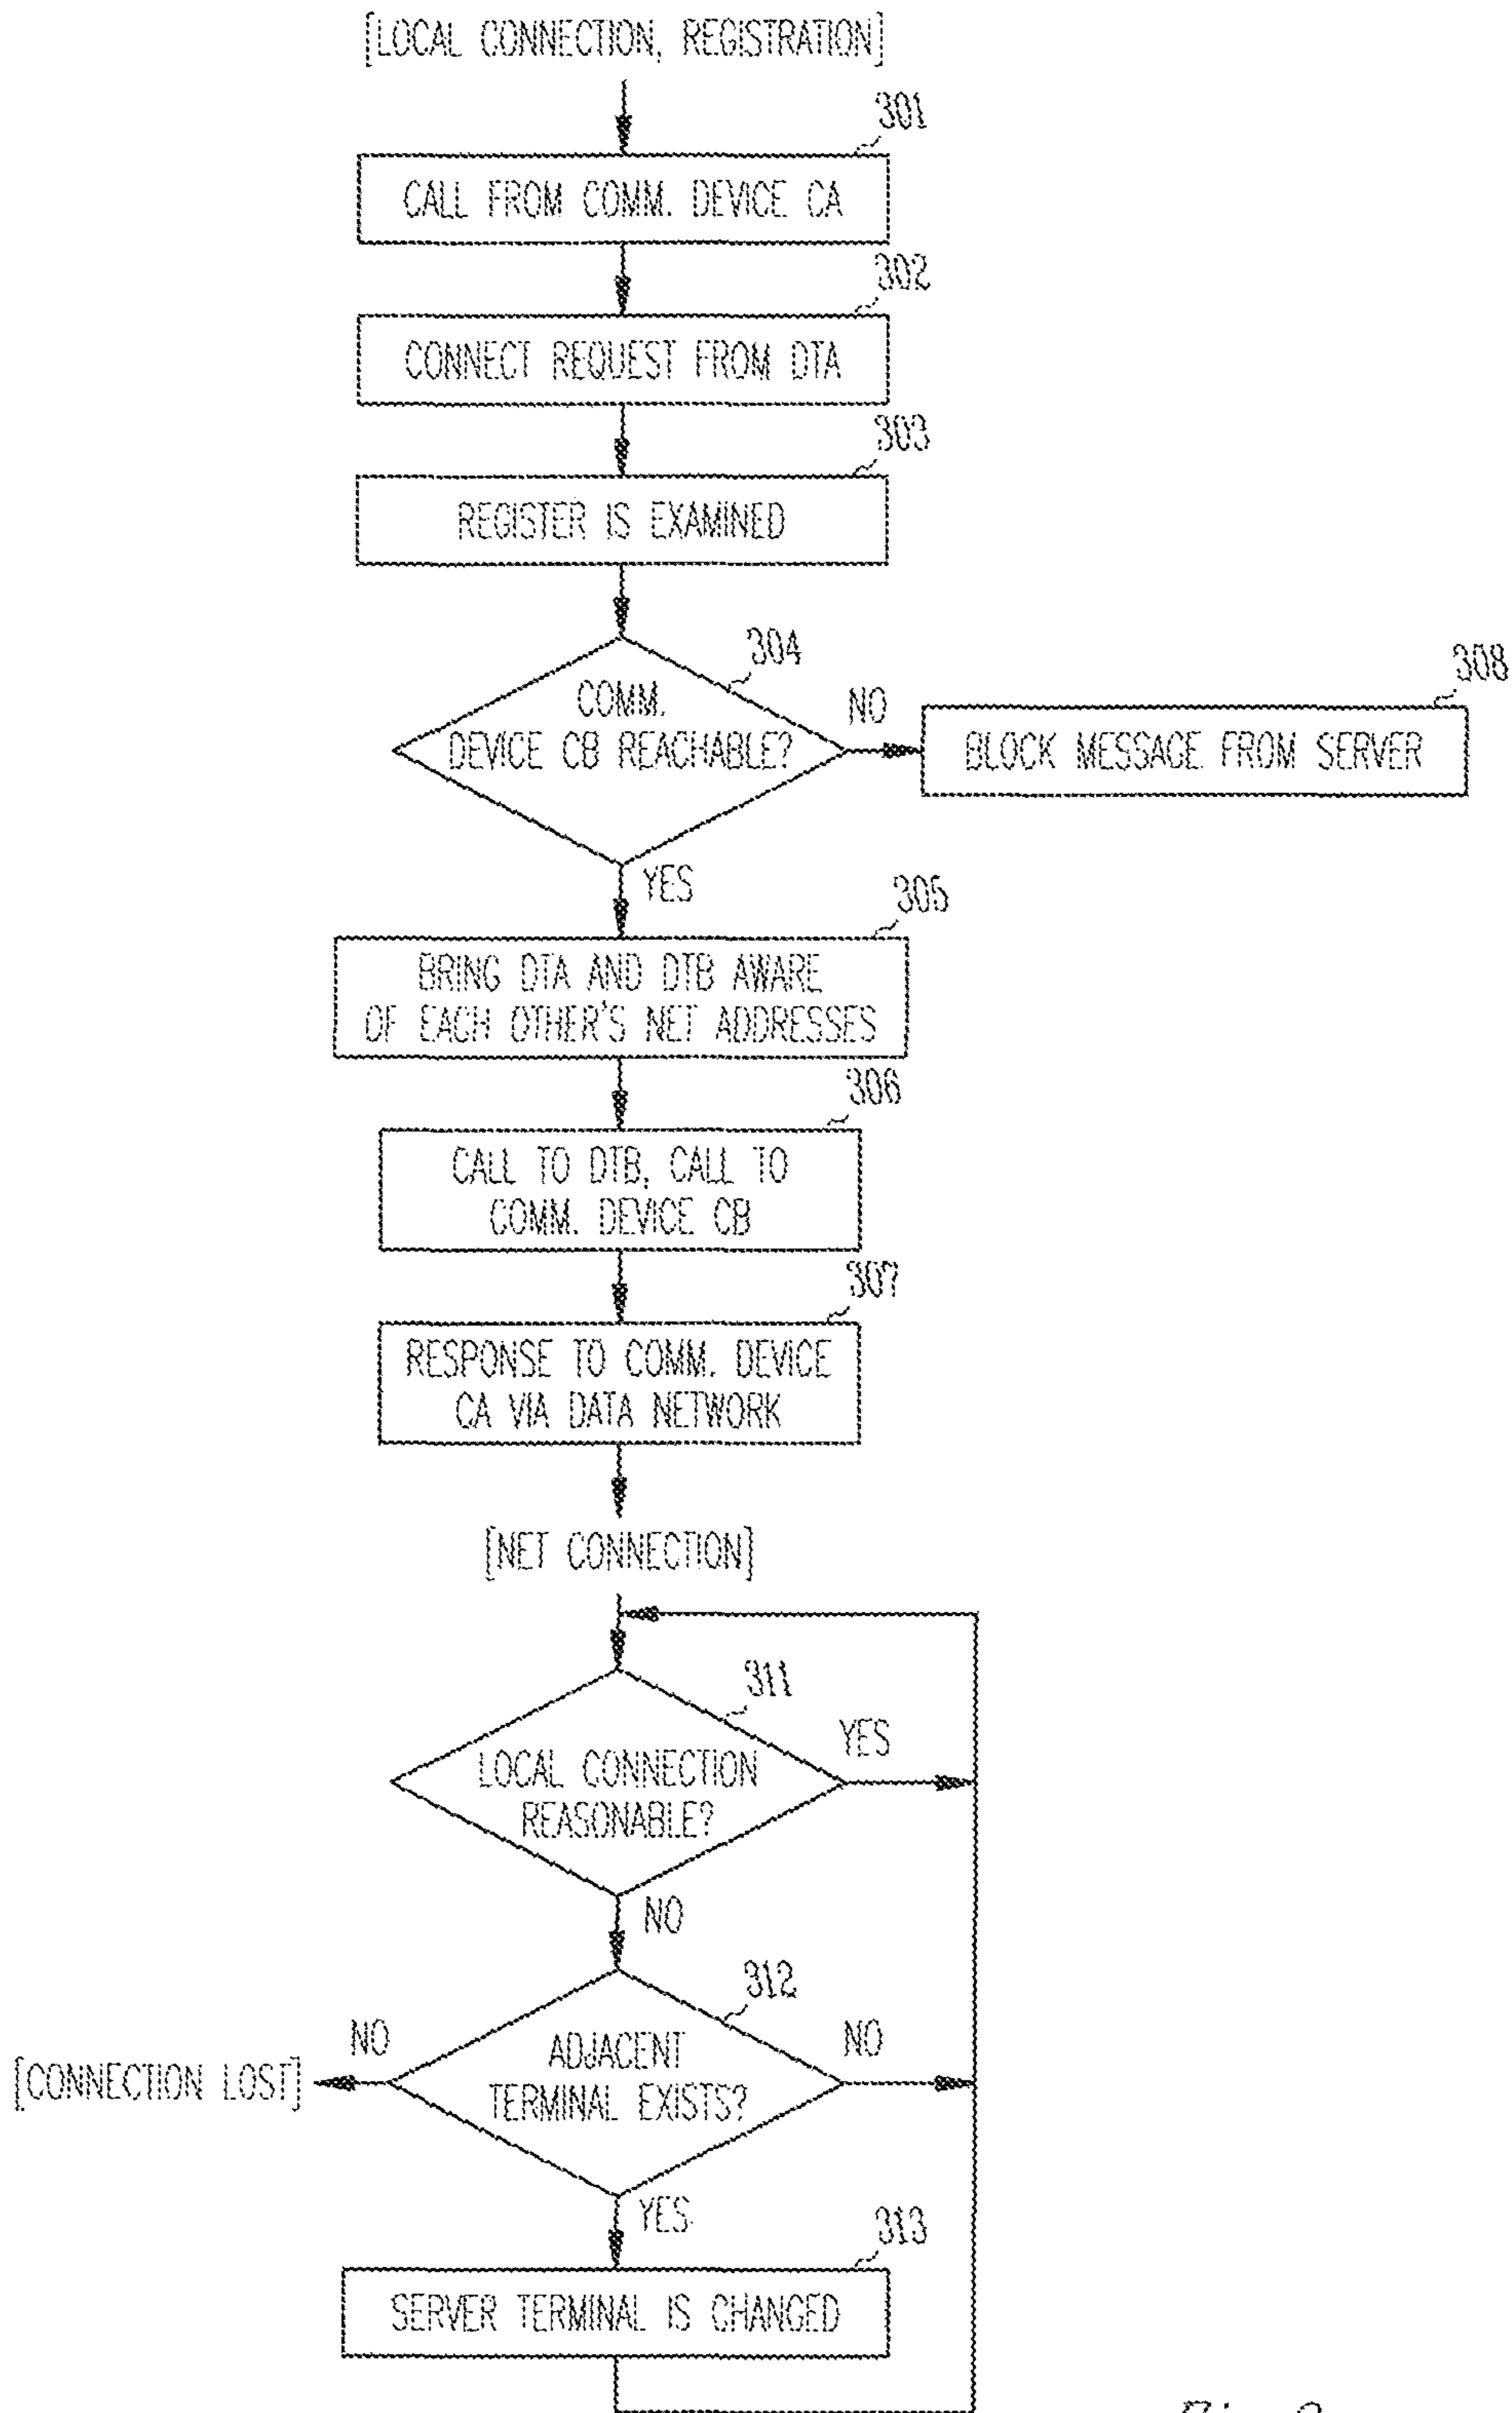 [LOCAL CONNECTION, REGISTRATION]
301
CALL FROM COMM. DEVICE CA
302
CONNECT REQUEST FROM DTA
303
REGISTER IS EXAMINED
304
COMM.
DEVICE CB REACHABLE?
NO
308
BLOCK MESSAGE FROM SERVER
YES
305
BRING DTA AND DTB AWARE
OF EACH OTHER'S NET ADDRESSES
306
CALL TO DTB, CALL TO
COMM. DEVICE CB
307
RESPONSE TO COMM. DEVICE
CA VIA DATA NETWORK
[NET CONNECTION]
311
LOCAL CONNECTION
REASONABLE?
YES
NO
312
ADJACENT
TERMINAL EXISTS?
NO
NO
[CONNECTION LOST]
YES
313
SERVER TERMINAL IS CHANGED